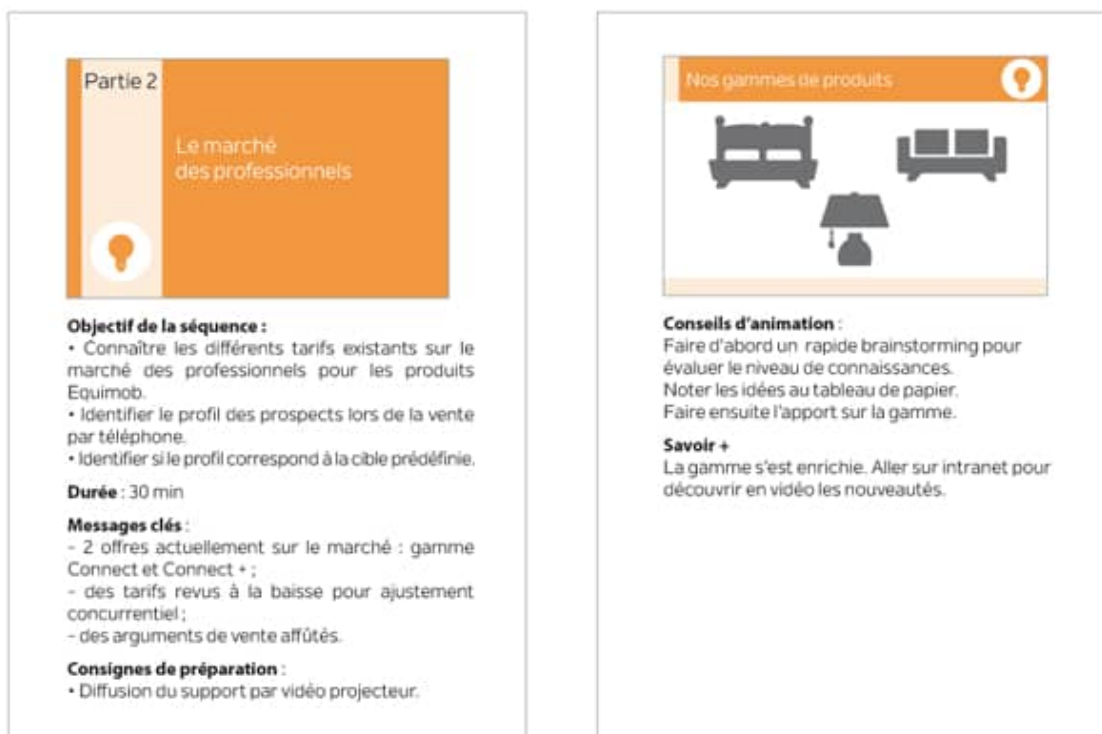 Partie 2
Le marché
des professionnels
Objectif de la séquence :
• Connaître les différents tarifs existants sur le
marché des professionnels pour les produits
Equimob.
• Identifier le profil des prospects lors de la vente
par téléphone.
• Identifier si le profil correspond à la cible prédéfinie.
Durée : 30 min
Messages clés :
– 2 offres actuellement sur le marché : gamme
Connect et Connect + ;
– des tarifs revus à la baisse pour ajustement
concurrentiel ;
– des arguments de vente affûtés.
Consignes de préparation :
• Diffusion du support par vidéo projecteur.
Nos gammes de produits
Conseils d'animation :
Faire d'abord un rapide brainstorming pour
évaluer le niveau de connaissances.
Noter les idées au tableau de papier.
Faire ensuite l'apport sur la gamme.
Savoir +
La gamme s'est enrichie. Aller sur intranet pour
découvrir en vidéo les nouveautés.